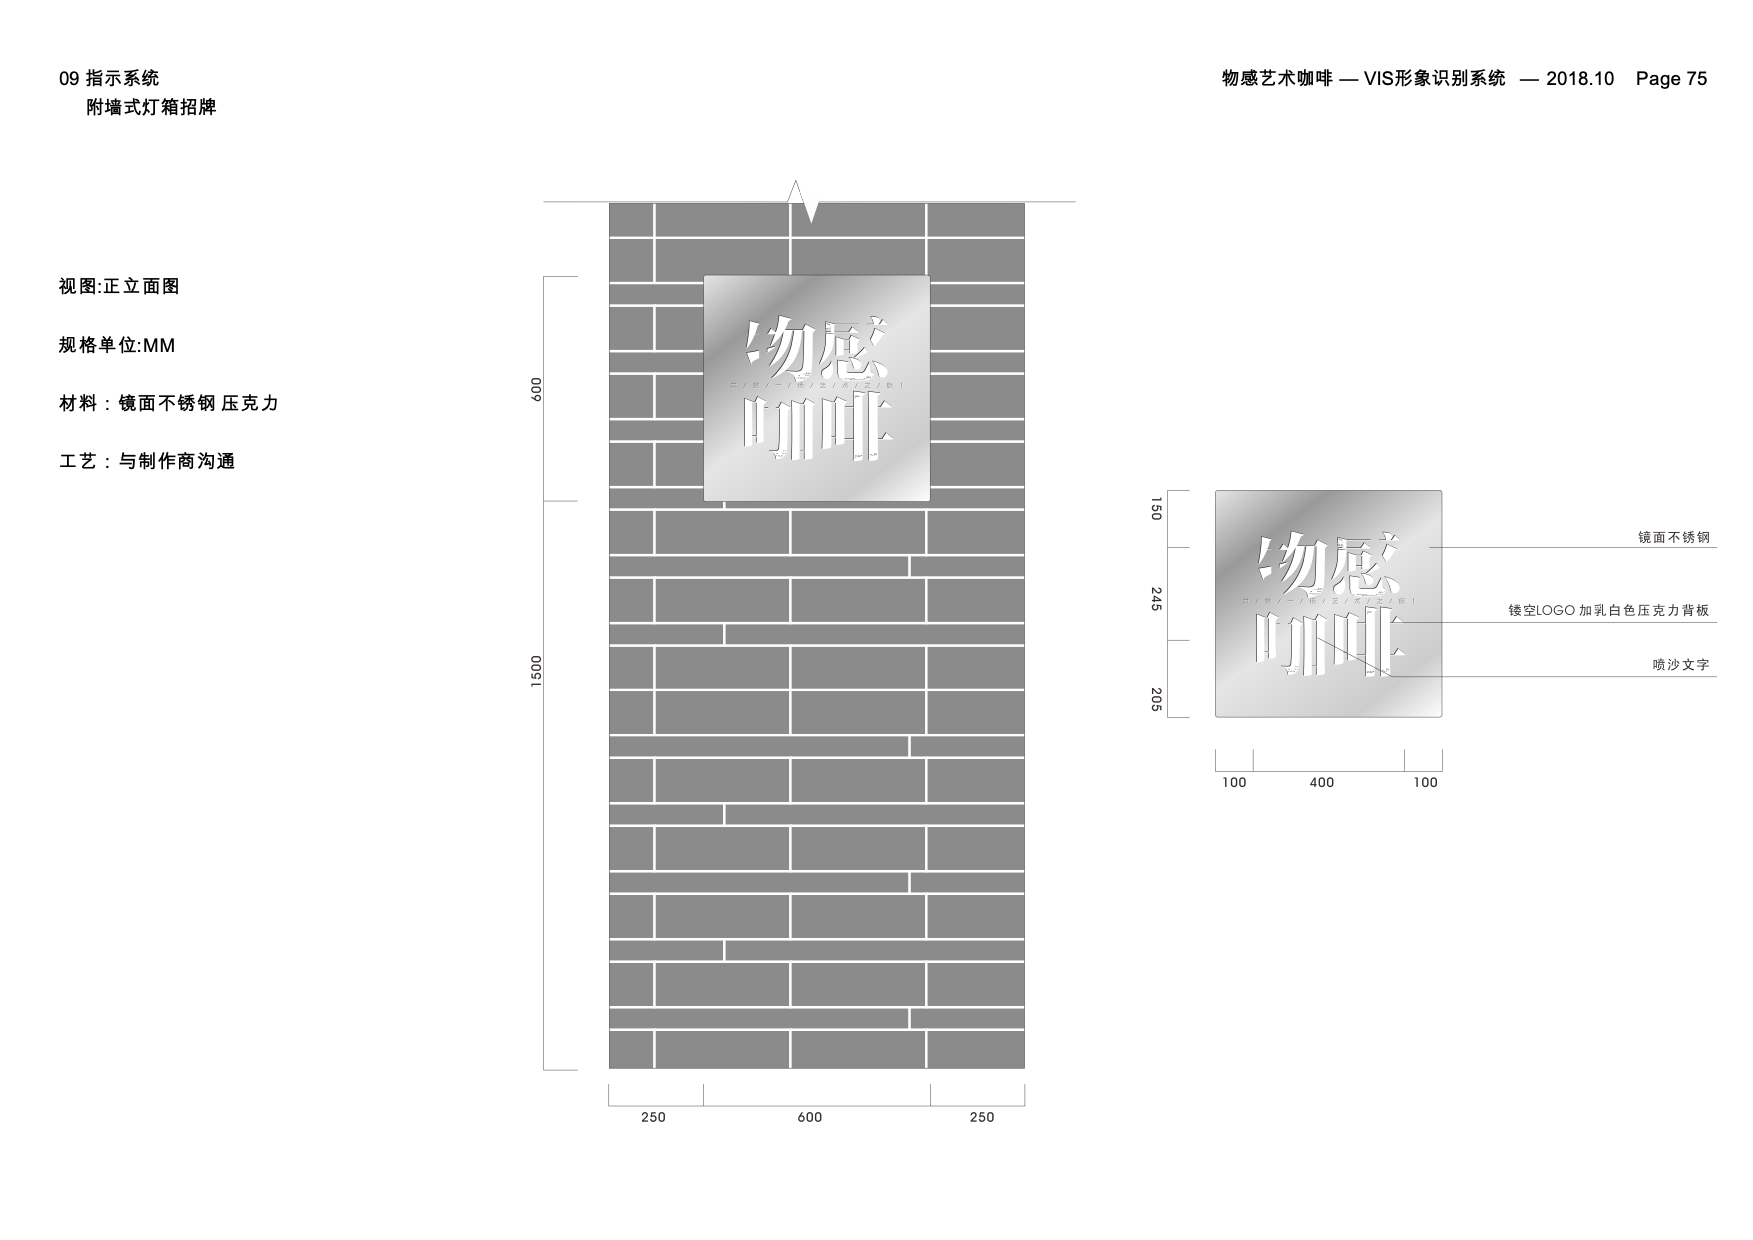 09 指示系统
附墙式灯箱招牌
物感艺术咖啡 — VIS形象识别系统 — 2018.10 Page 75
视图:正立面图
规格单位:MM
材料：镜面不锈钢 压克力
工艺：与制作商沟通
600
1500
物感
咖啡
250
600
250
150
245
205
物感
咖啡
镜面不锈钢
镂空LOGO 加乳白色压克力背板
喷沙文字
100
400
100